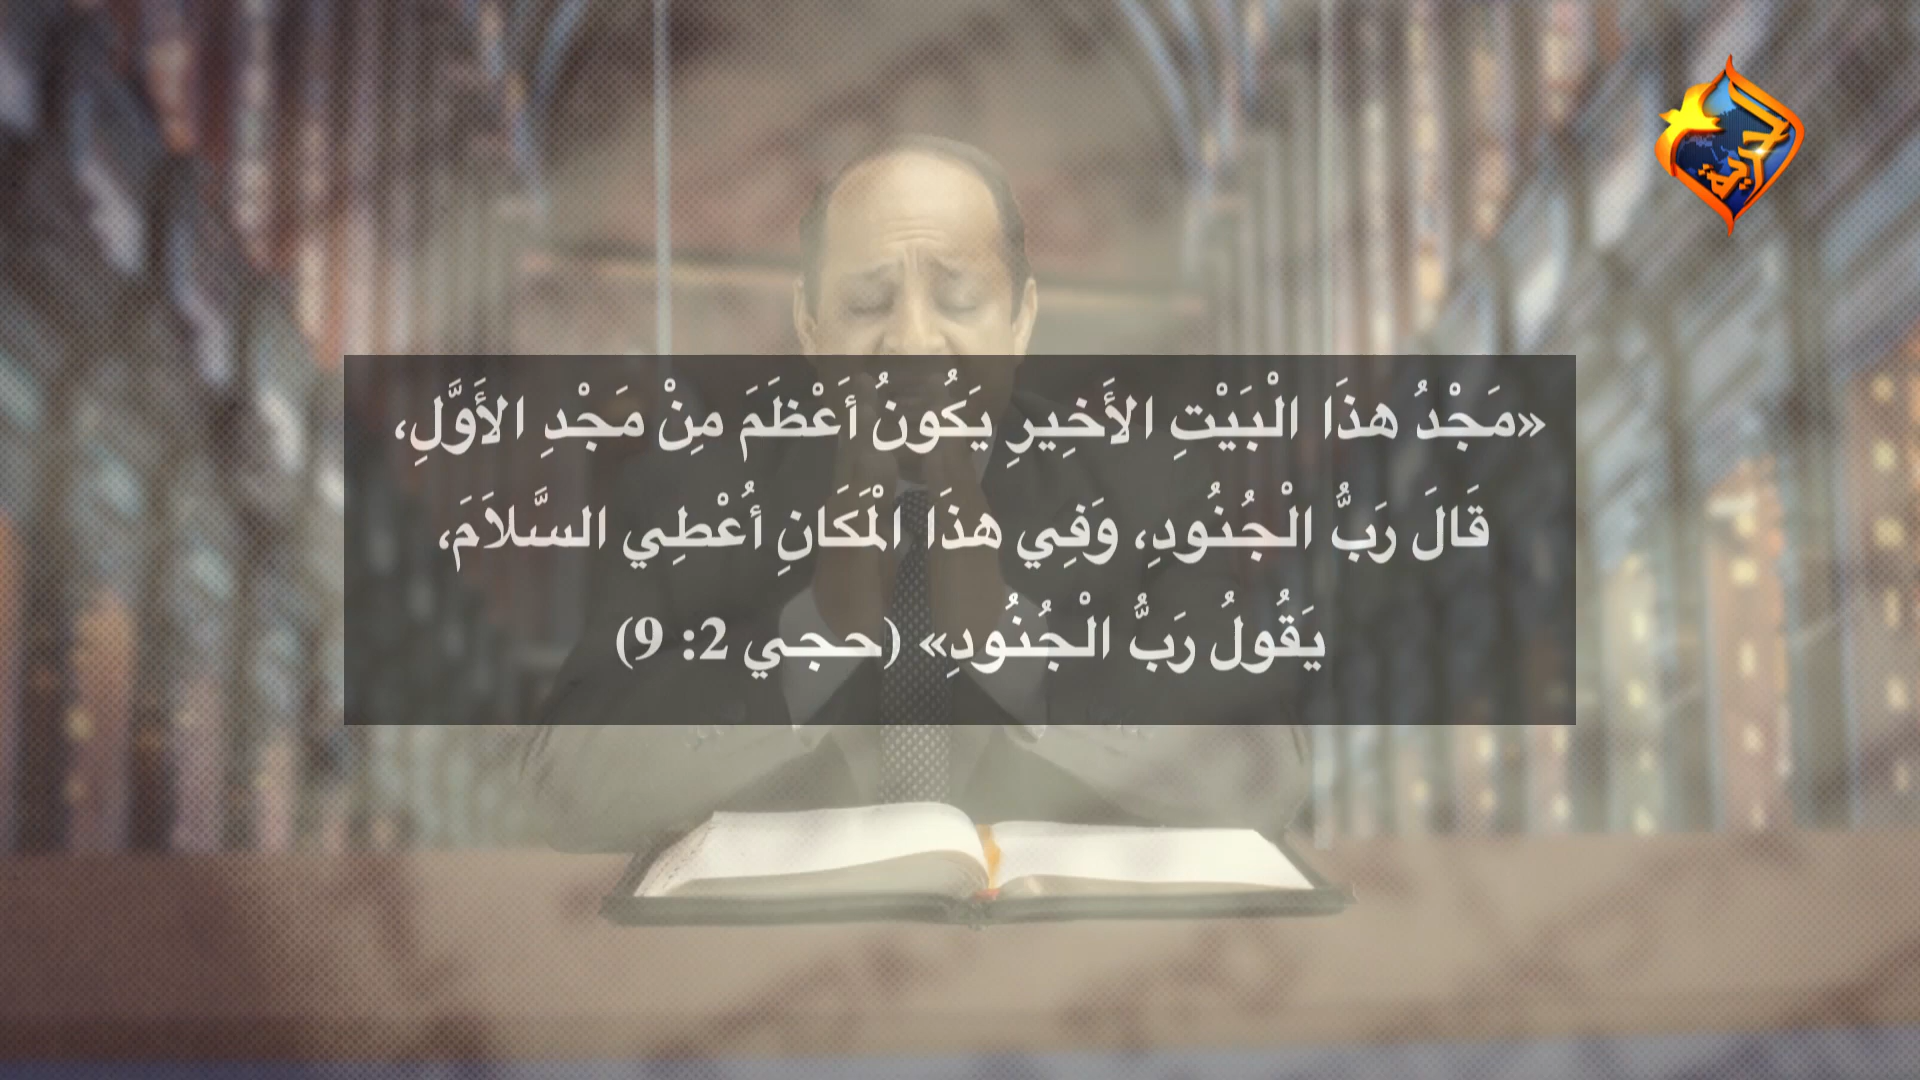 الحرية
«مَجْدُ هذَا الْبَيْتِ الأَخِيرِ يَكُونُ أَعْظَمَ مِنْ مَجْدِ الأَوَّلِ،
قَالَ رَبُّ الْجُنُودِ، وَفِي هذَا الْمَكَانِ أُعْطِي السَّلاَمَ،
يَقُولُ رَبُّ الْجُنُودِ» (حجي 2: 9)